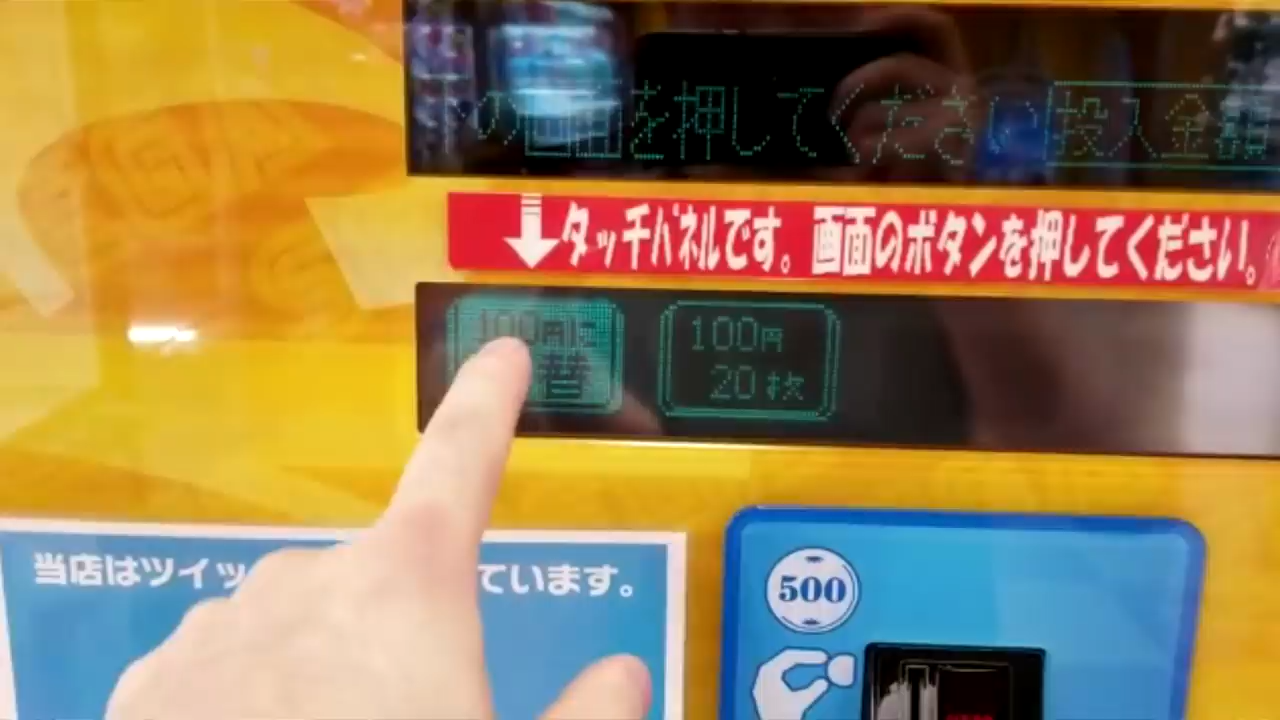 の画面を押してください 投入金額
タッチパネルです。画面のボタンを押してください。
100円に
100円
20枚
当店はツイッ
ています。
500